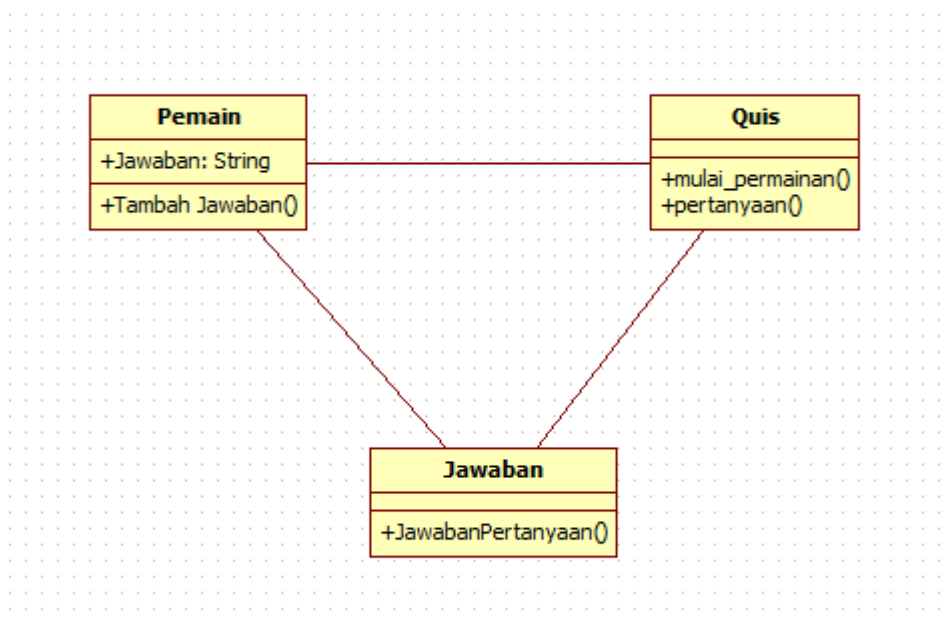 Pemain
+Jawaban: String
+Tambah Jawaban()
Quis
+mulai_permainan()
+pertanyaan()
Jawaban
+JawabanPertanyaan()